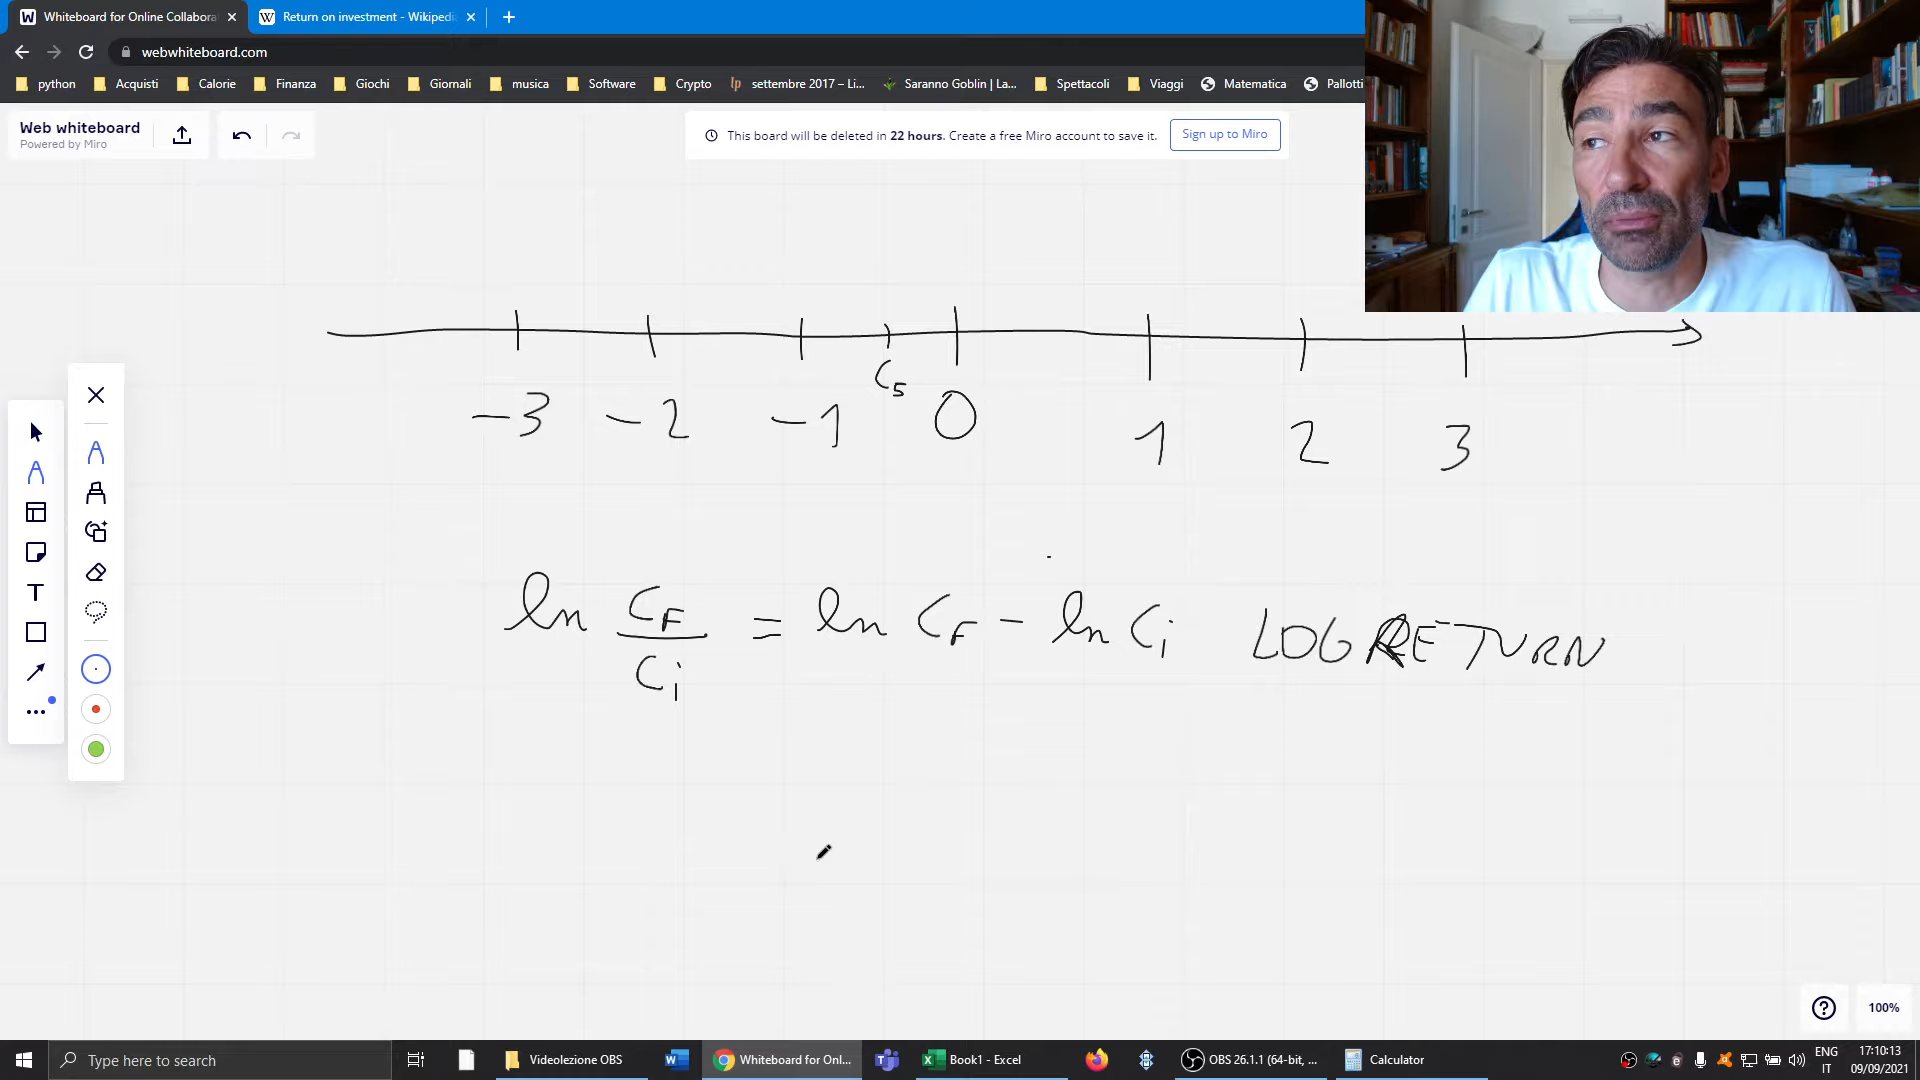 Whiteboard for Online Collabora
Return on investment - Wikipedi
webwhiteboard.com
python Acquisti Calorie Finanza Giochi Giornali musica Software Crypto settembre 2017 – Li... Saranno Goblin | La... Spettacoli Viaggi Matematica Pallotti
Web whiteboard
Powered by Miro
This board will be deleted in 22 hours. Create a free Miro account to save it. Sign up to Miro
C5
-3 -2 -1 0 1 2 3
ln CF/Ci = ln CF - ln Ci LOG RETURN
100%
Type here to search
Videolezione OBS
Whiteboard for Onl...
Book1 - Excel
OBS 26.1.1 (64-bit, ...
Calculator
ENG
IT
17:10:13
09/09/2021